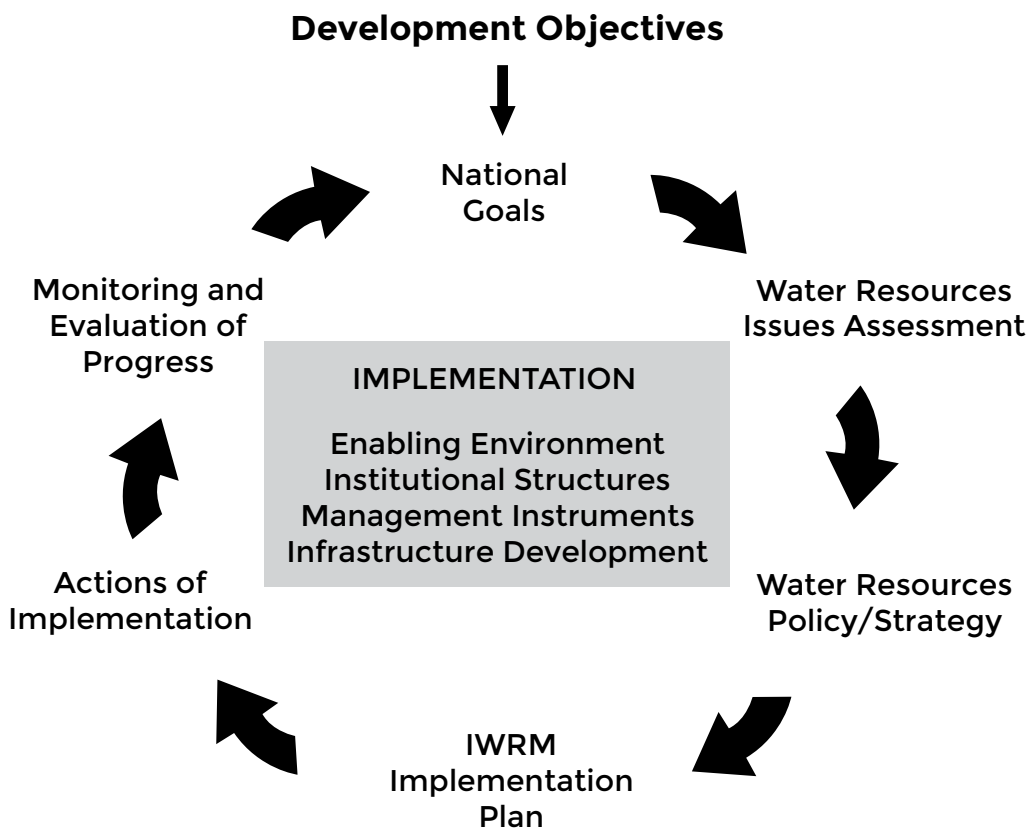 Development Objectives
National
Goals
Water Resources
Issues Assessment
Water Resources
Policy/Strategy
IWRM
Implementation
Plan
Actions of
Implementation
Monitoring and
Evaluation of
Progress
IMPLEMENTATION
Enabling Environment
Institutional Structures
Management Instruments
Infrastructure Development